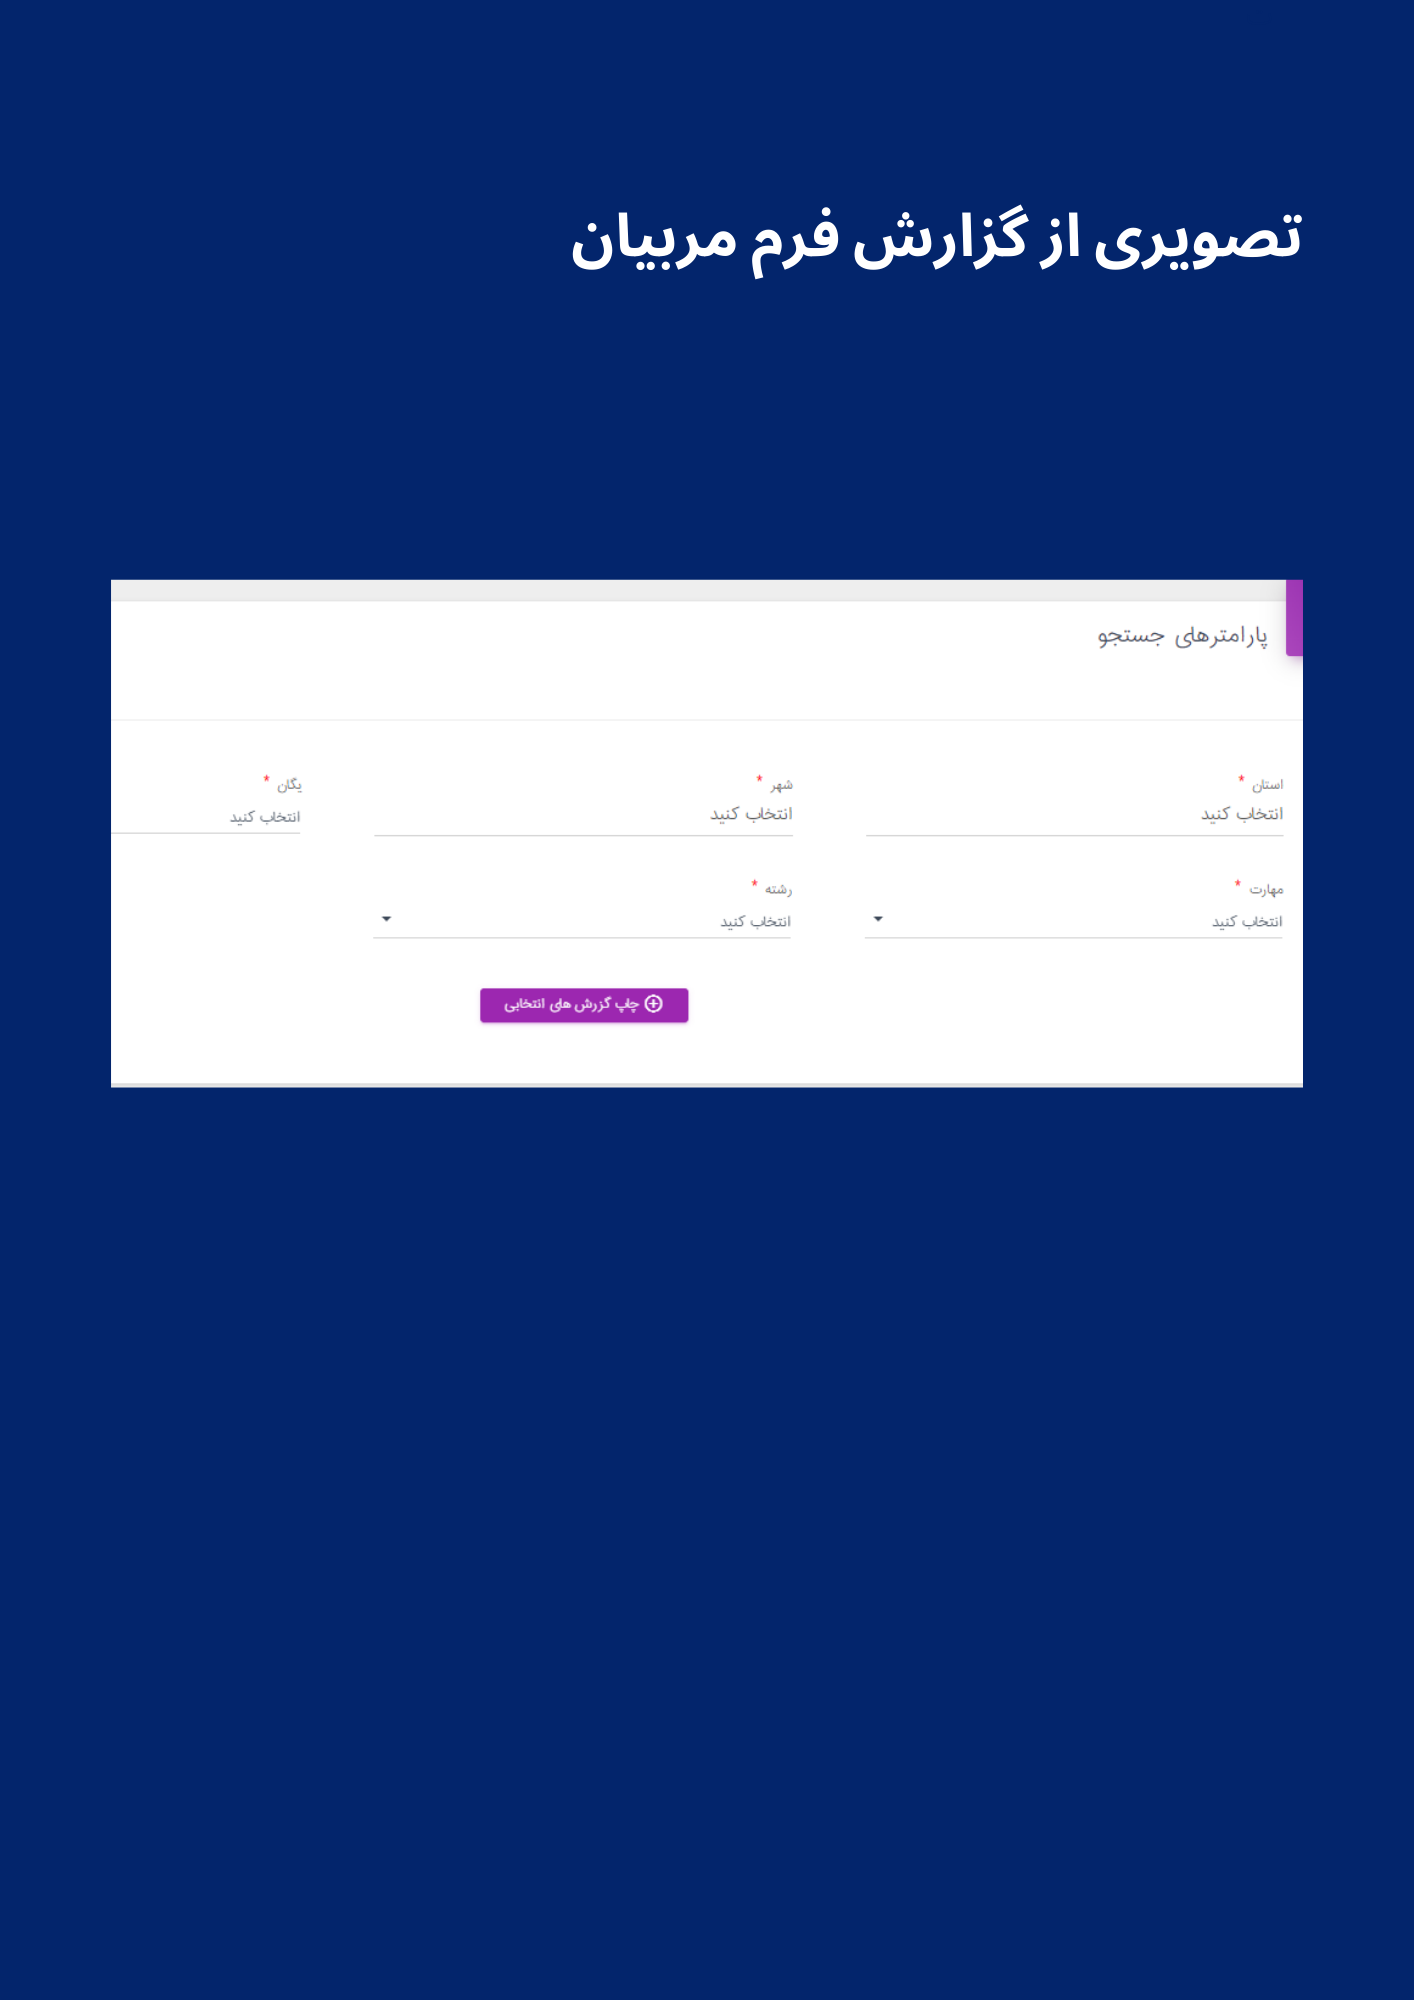 تصویری از گزارش فرم مربیان
پارامترهای جستجو
استان *
شهر *
یگان *
انتخاب کنید
انتخاب کنید
انتخاب کنید
مهارت *
رشته *
انتخاب کنید
انتخاب کنید
چاپ گزرش های انتخابی